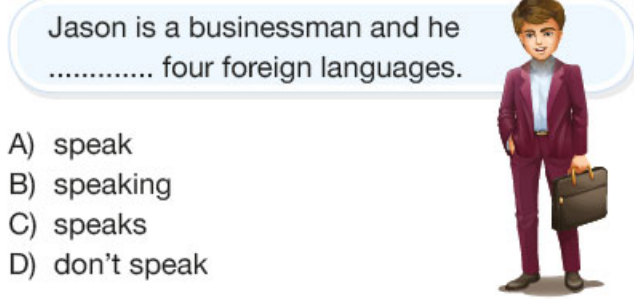 Jason is a businessman and he
............. four foreign languages.
A) speak
B) speaking
C) speaks
D) don't speak